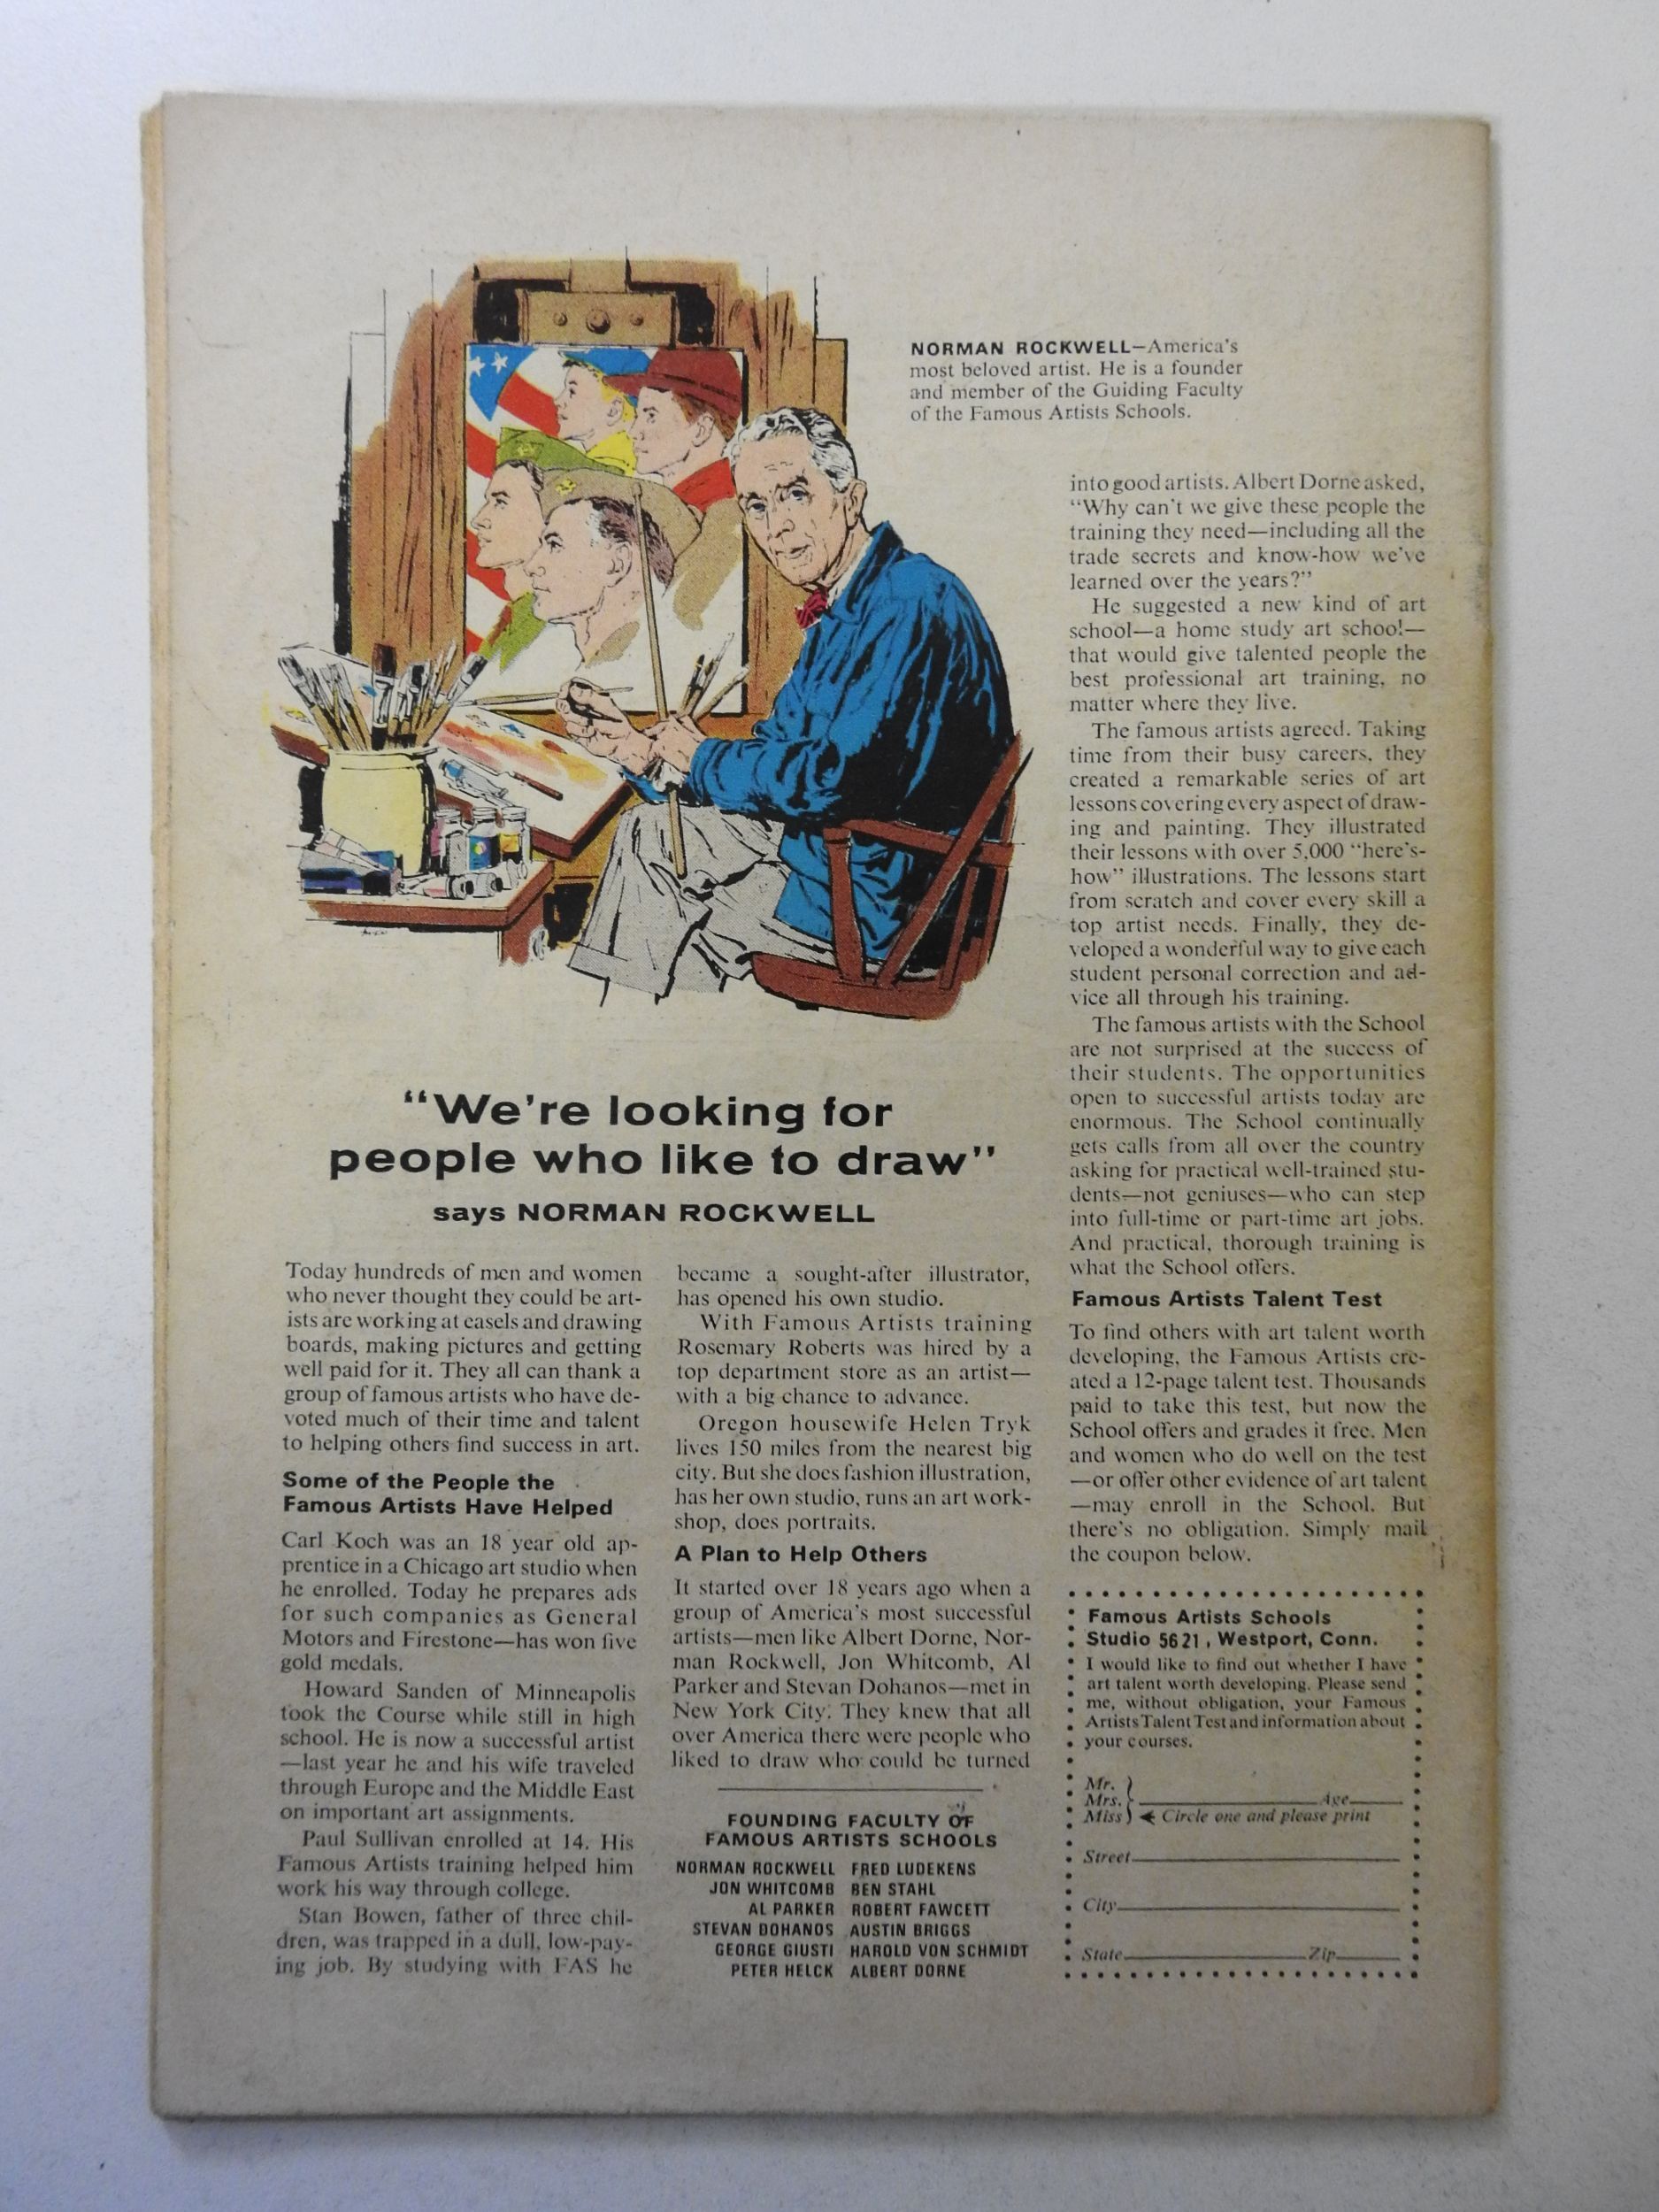 NORMAN ROCKWELL—America's
most beloved artist. He is a founder
and member of the Guiding Faculty
of the Famous Artists Schools.
"We're looking for
people who like to draw"
says NORMAN ROCKWELL
Today hundreds of men and women
who never thought they could be art-
ists are working at easels and drawing
boards, making pictures and getting
well paid for it. They all can thank a
group of famous artists who have de-
voted much of their time and talent
to helping others find success in art.
Some of the People the
Famous Artists Have Helped
Carl Koch was an 18 year old ap-
prentice in a Chicago art studio when
he enrolled. Today he prepares ads
for such companies as General
Motors and Firestone—has won five
gold medals.
Howard Sanden of Minneapolis
took the Course while still in high
school. He is now a successful artist
—last year he and his wife traveled
through Europe and the Middle East
on important art assignments.
Paul Sullivan enrolled at 14. His
Famous Artists training helped him
work his way through college.
Stan Bowen, father of three chil-
dren, was trapped in a dull, low-pay-
ing job. By studying with FAS he
became a sought-after illustrator,
has opened his own studio.
With Famous Artists training
Rosemary Roberts was hired by a
top department store as an artist—
with a big chance to advance.
Oregon housewife Helen Tryk
lives 150 miles from the nearest big
city. But she does fashion illustration,
has her own studio, runs an art work-
shop, does portraits.
A Plan to Help Others
It started over 18 years ago when a
group of America's most successful
artists—men like Albert Dorne, Nor-
man Rockwell, Jon Whitcomb, Al
Parker and Stevan Dohanos—met in
New York City. They knew that all
over America there were people who
liked to draw who could be turned
FOUNDING FACULTY OF
FAMOUS ARTISTS SCHOOLS
NORMAN ROCKWELL FRED LUDEKENS
JON WHITCOMB BEN STAHL
AL PARKER ROBERT FAWCETT
STEVAN DOHANOS AUSTIN BRIGGS
GEORGE GIUSTI HAROLD VON SCHMIDT
PETER HELCK ALBERT DORNE
into good artists. Albert Dorne asked,
"Why can't we give these people the
training they need—including all the
trade secrets and know-how we've
learned over the years?"
He suggested a new kind of art
school—a home study art school—
that would give talented people the
best professional art training, no
matter where they live.
The famous artists agreed. Taking
time from their busy careers, they
created a remarkable series of art
lessons covering every aspect of draw-
ing and painting. They illustrated
their lessons with over 5,000 "here's-
how" illustrations. The lessons start
from scratch and cover every skill a
top artist needs. Finally, they de-
veloped a wonderful way to give each
student personal correction and ad-
vice all through his training.
The famous artists with the School
are not surprised at the success of
their students. The opportunities
open to successful artists today are
enormous. The School continually
gets calls from all over the country
asking for practical well-trained stu-
dents—not geniuses—who can step
into full-time or part-time art jobs.
And practical, thorough training is
what the School offers.
Famous Artists Talent Test
To find others with art talent worth
developing, the Famous Artists cre-
ated a 12-page talent test. Thousands
paid to take this test, but now the
School offers and grades it free. Men
and women who do well on the test
—or offer other evidence of art talent
—may enroll in the School. But
there's no obligation. Simply mail
the coupon below.
Famous Artists Schools
Studio 5621, Westport, Conn.
I would like to find out whether I have
art talent worth developing. Please send
me, without obligation, your Famous
Artists Talent Test and information about
your courses.
Mr.
Mrs. Age
Miss Circle one and please print
Street
City
State Zip